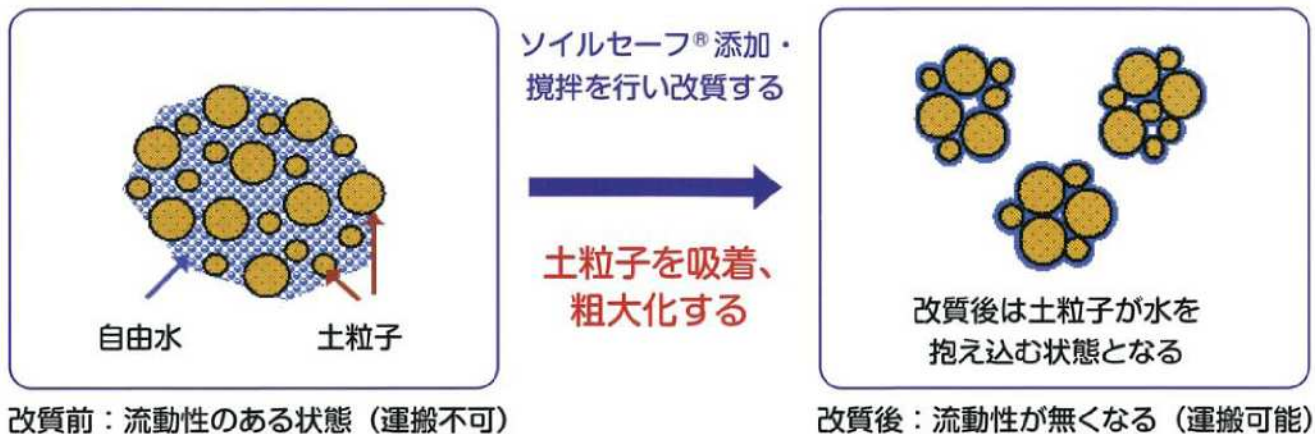 自由水
土粒子
改質前：流動性のある状態（運搬不可）
ソイルセーフ®添加・
撹拌を行い改質する
土粒子を吸着、
粗大化する
改質後は土粒子が水を
抱え込む状態となる
改質後：流動性が無くなる（運搬可能）